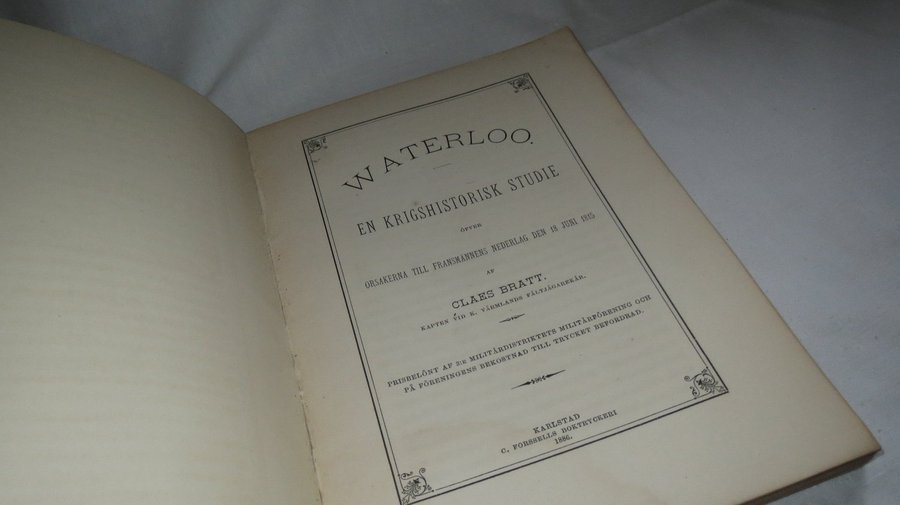 WATERLOO.
EN KRIGSHISTORISK STUDIE
ÖFVER
ORSAKERNA TILL FRANSMÄNNENS NEDERLAG DEN 18 JUNI 1815
AF
CLAES BRATT,
KAPTEN VID K. VÄRMLANDS FÄLTJÄGAREKÅR.
PRISBELÖNT AF 3:E MILITÄRDISTRIKTETS MILITÄRFÖRENING OCH
PÅ FÖRENINGENS BEKOSTNAD TILL TRYCKET BEFORDRAD.
KARLSTAD
C. FORSSELLS BOKTRYCKERI
1886.